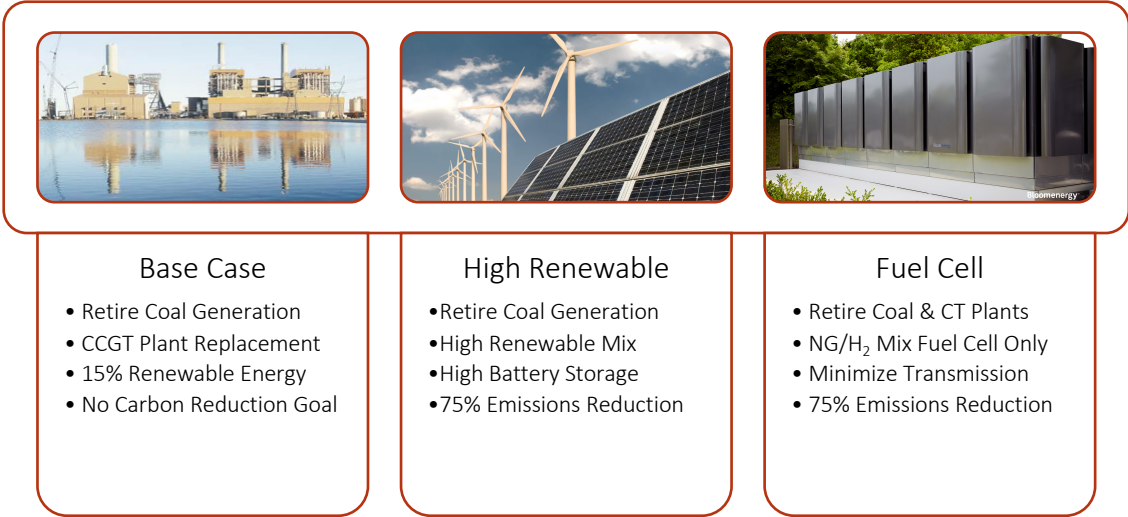 Bloomenergy
Base Case
• Retire Coal Generation
• CCGT Plant Replacement
• 15% Renewable Energy
• No Carbon Reduction Goal
High Renewable
•Retire Coal Generation
•High Renewable Mix
•High Battery Storage
•75% Emissions Reduction
Fuel Cell
• Retire Coal & CT Plants
• NG/H₂ Mix Fuel Cell Only
• Minimize Transmission
• 75% Emissions Reduction